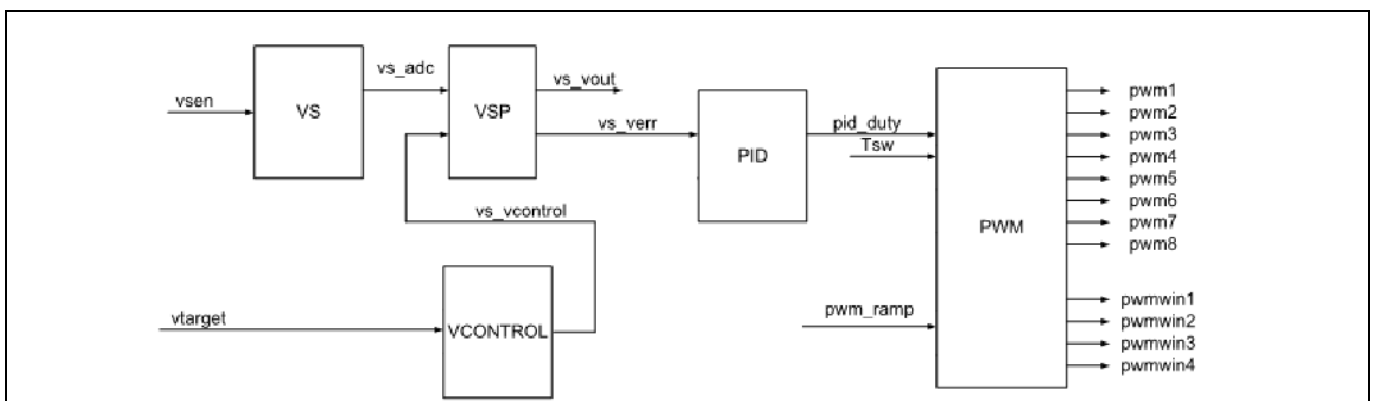 vsen
VS
vs_adc
VSP
vs_vout
vs_verr
PID
pid_duty
Tsw
PWM
pwm1
pwm2
pwm3
pwm4
pwm5
pwm6
pwm7
pwm8
vs_vcontrol
vtarget
VCONTROL
pwm_ramp
pwmwin1
pwmwin2
pwmwin3
pwmwin4